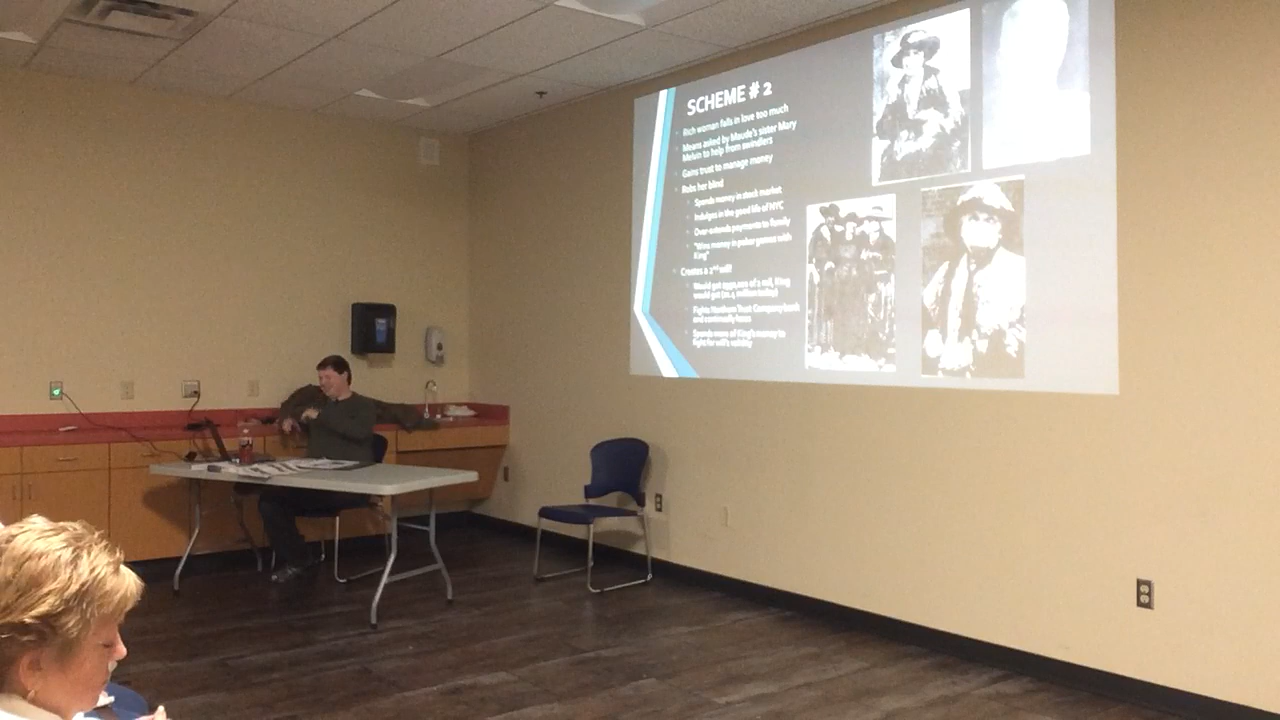 SCHEME # 2
Rich woman falls in love too much
Means asked by Maude's sister Mary
Melvin to help from swindlers
Gains trust to manage money
Robs her blind
Spends money in stock market
Indulges in the good life of NYC
Over-extends payments to family
"Wins money in poker games with
King"
Creates a 2nd will
would get
Fights Northern Trust Company
Spends more of King's money to
fight for will's validity